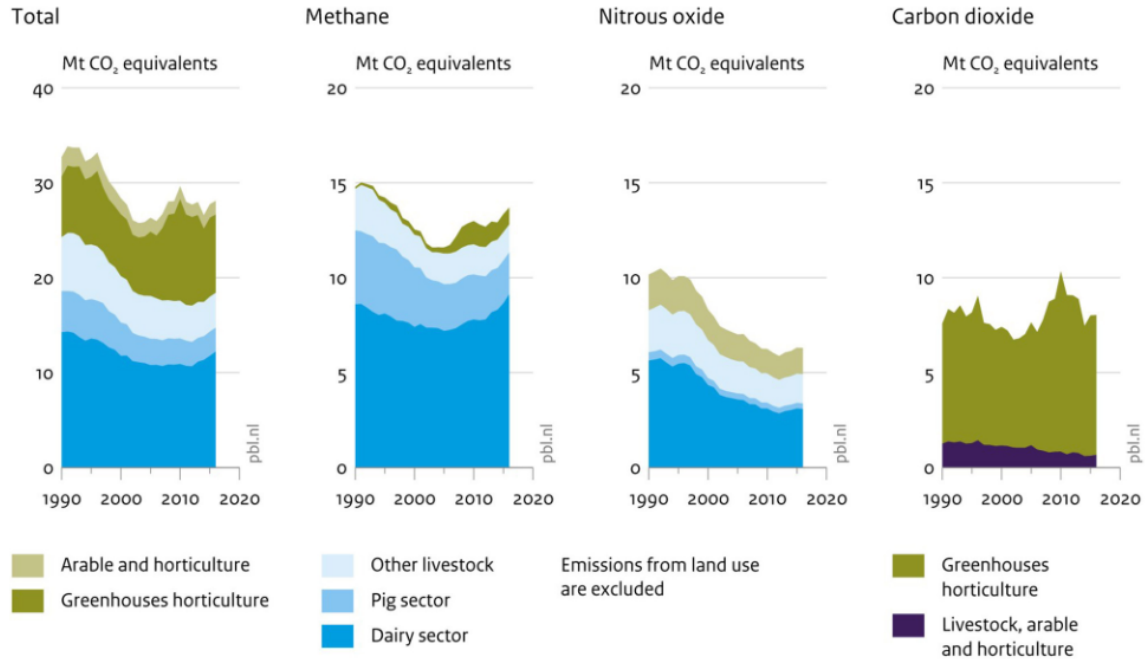 Total
Mt CO₂ equivalents
40
30
20
10
0
1990 2000 2010 2020
pbl.nl
Methane
Mt CO₂ equivalents
20
15
10
5
0
1990 2000 2010 2020
pbl.nl
Nitrous oxide
Mt CO₂ equivalents
20
15
10
5
0
1990 2000 2010 2020
pbl.nl
Carbon dioxide
Mt CO₂ equivalents
20
15
10
5
0
1990 2000 2010 2020
pbl.nl
Arable and horticulture
Greenhouses horticulture
Other livestock
Pig sector
Dairy sector
Emissions from land use
are excluded
Greenhouses
horticulture
Livestock, arable
and horticulture